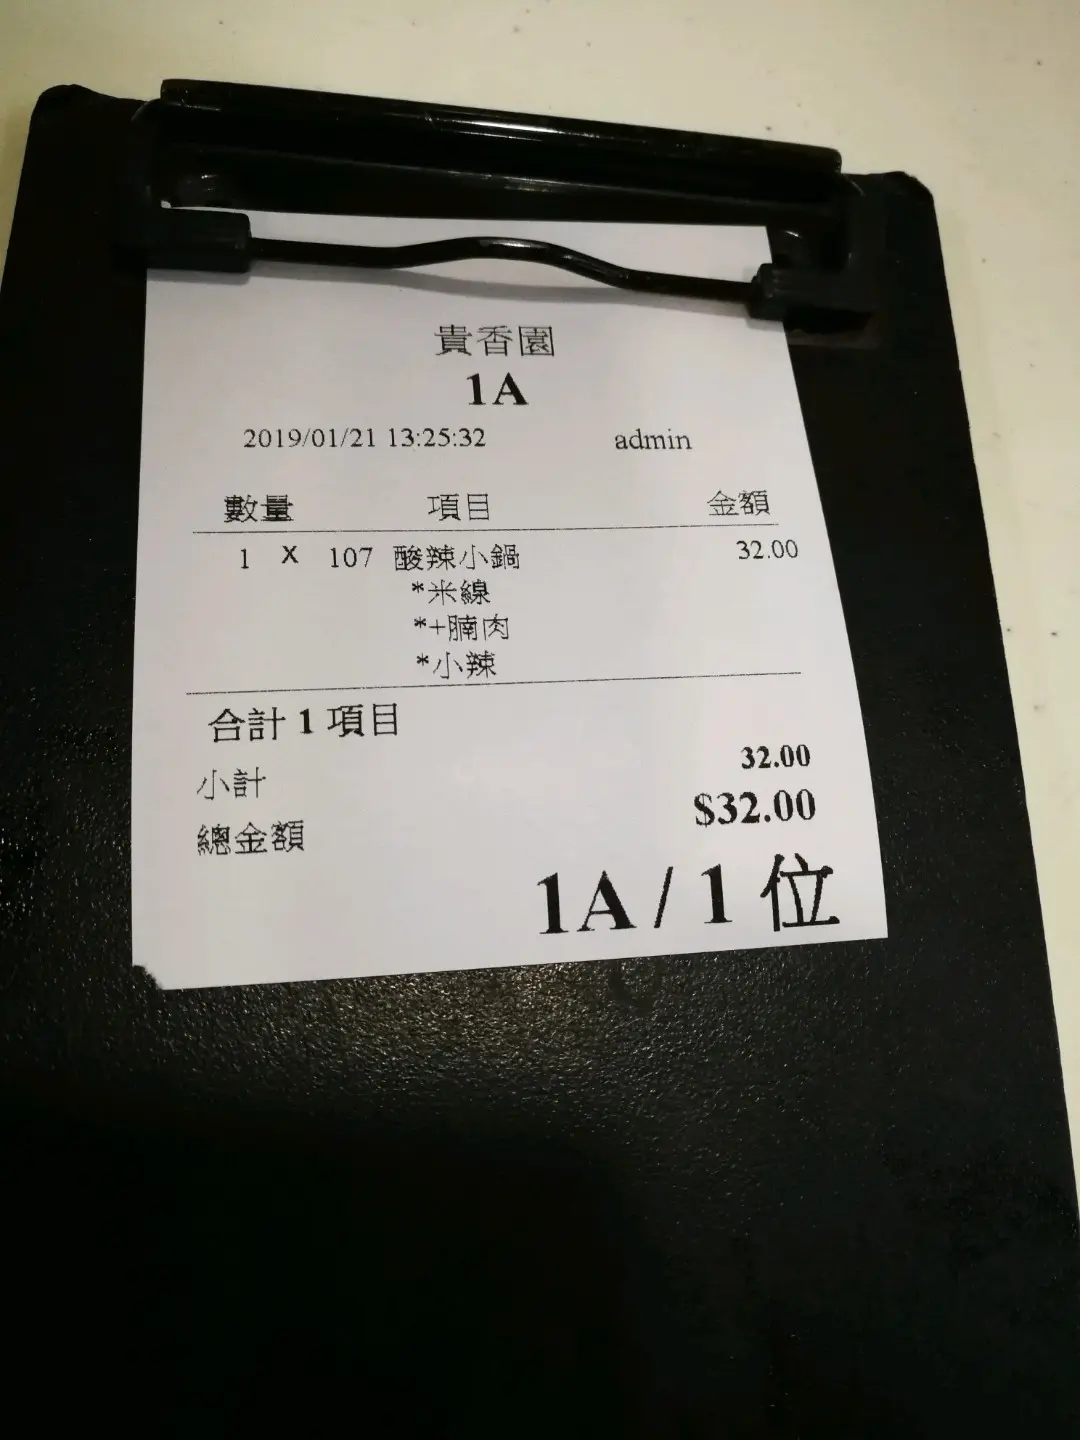 貴香園
1A
2019/01/21 13:25:32 admin
數量 項目 金額
1 X 107 酸辣小鍋 32.00
*米線
*+腩肉
*小辣
合計 1 項目
小計 32.00
總金額 $32.00
1A / 1 位